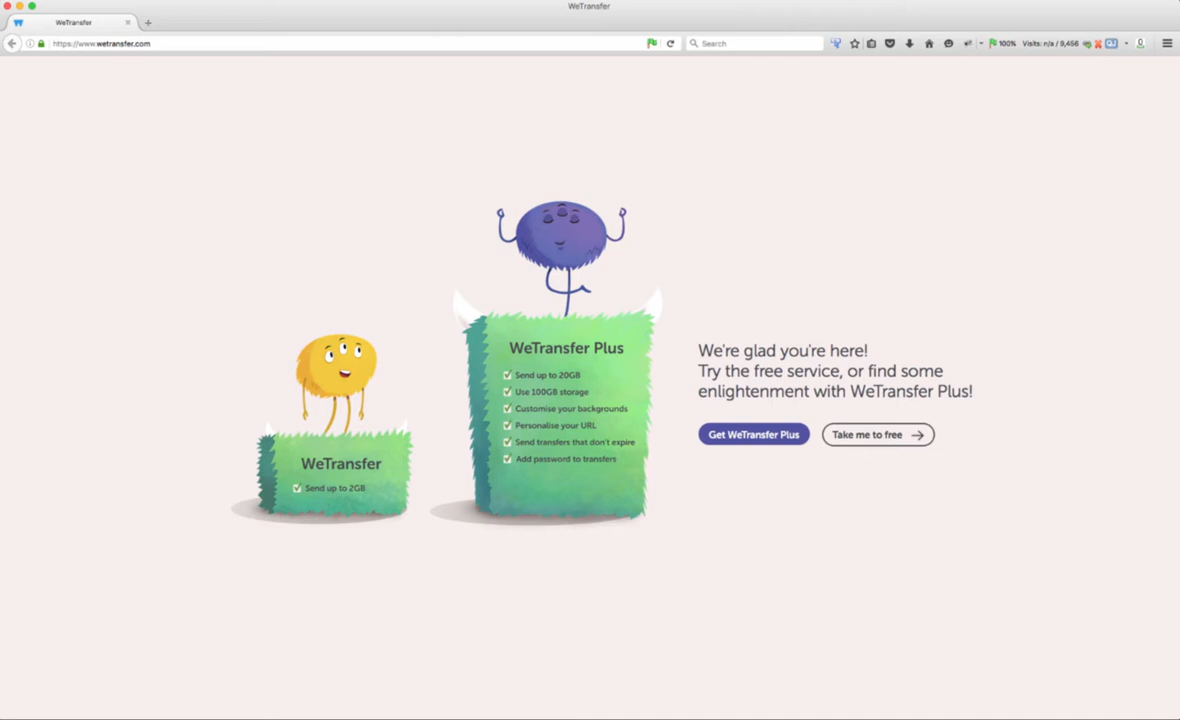 WeTransfer
WeTransfer
https://www.wetransfer.com
Search
100%
Visits: n/a / 9,456
WeTransfer Plus
Send up to 20GB
Use 100GB storage
Customise your backgrounds
Personalise your URL
Send transfers that don't expire
Add password to transfers
WeTransfer
Send up to 2GB
We're glad you're here!
Try the free service, or find some
enlightenment with WeTransfer Plus!
Get WeTransfer Plus
Take me to free